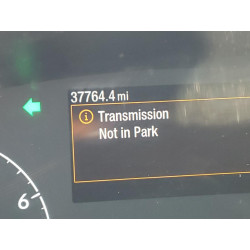 37764.4 mi
Transmission
Not in Park
6